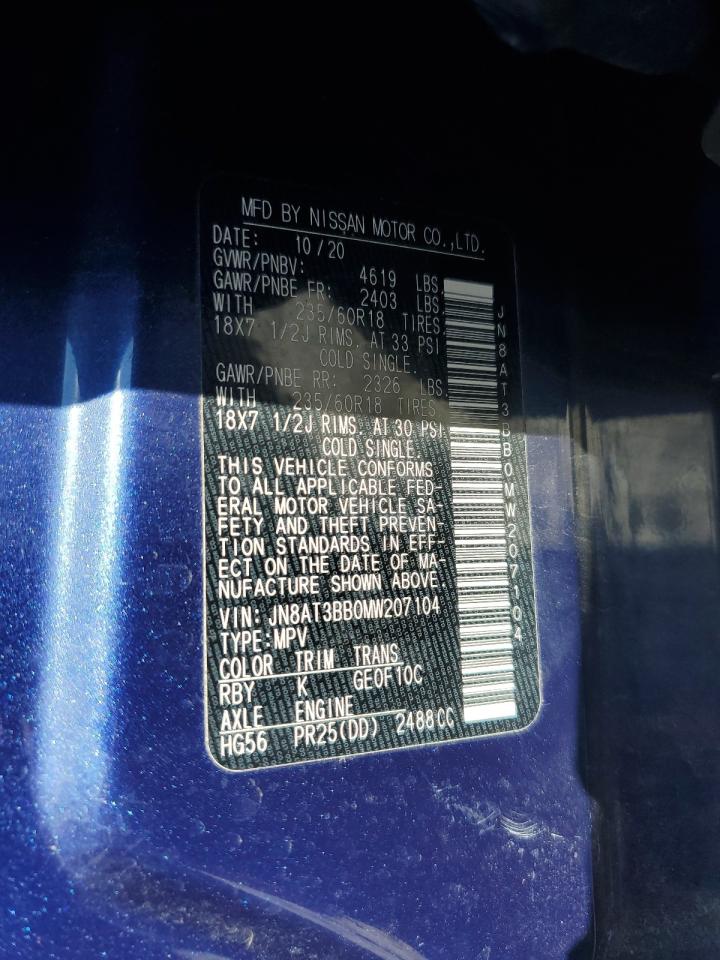 MFD BY NISSAN MOTOR CO.,LTD.
DATE: 10/20
GVWR/PNBV: 4619 LBS
GAWR/PNBE FR: 2403 LBS
WITH 235/60R18 TIRES
18X7 1/2J RIMS. AT 33 PSI
COLD SINGLE.
GAWR/PNBE RR: 2326 LBS
WITH 235/60R18 TIRES
18X7 1/2J RIMS. AT 30 PSI
COLD SINGLE.
THIS VEHICLE CONFORMS
TO ALL APPLICABLE FED-
ERAL MOTOR VEHICLE SA-
FETY AND THEFT PREVEN-
TION STANDARDS IN EFF-
ECT ON THE DATE OF MA-
NUFACTURE SHOWN ABOVE.
VIN: JN8AT3BB0MW207104
TYPE:MPV
COLOR TRIM TRANS
RBY K GE0F10C
AXLE ENGINE
HG56 PR25(DD) 2488CC
JN8AT3BB0MW207104